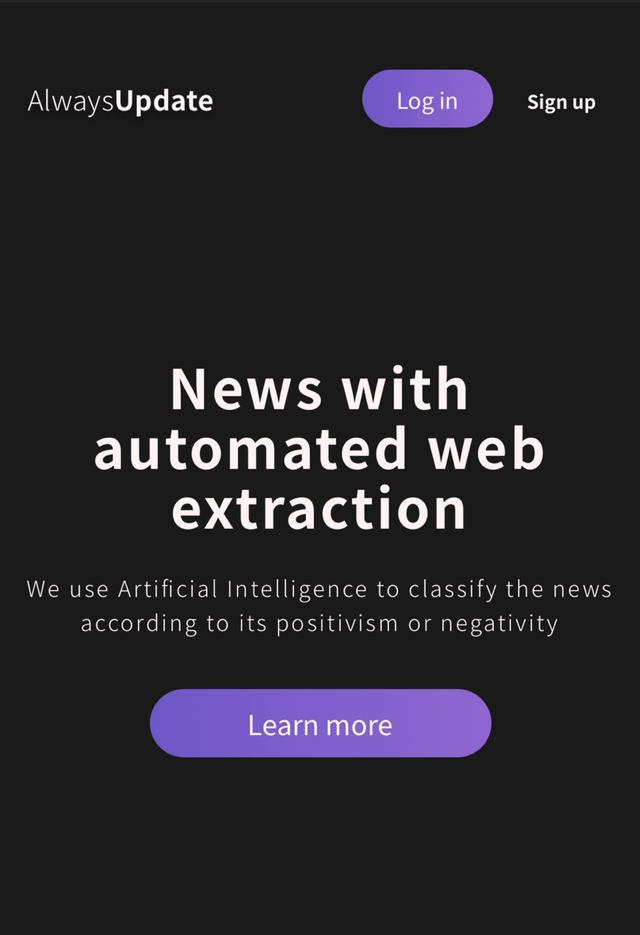 AlwaysUpdate
Log in
Sign up
News with
automated web
extraction
We use Artificial Intelligence to classify the news
according to its positivism or negativity
Learn more